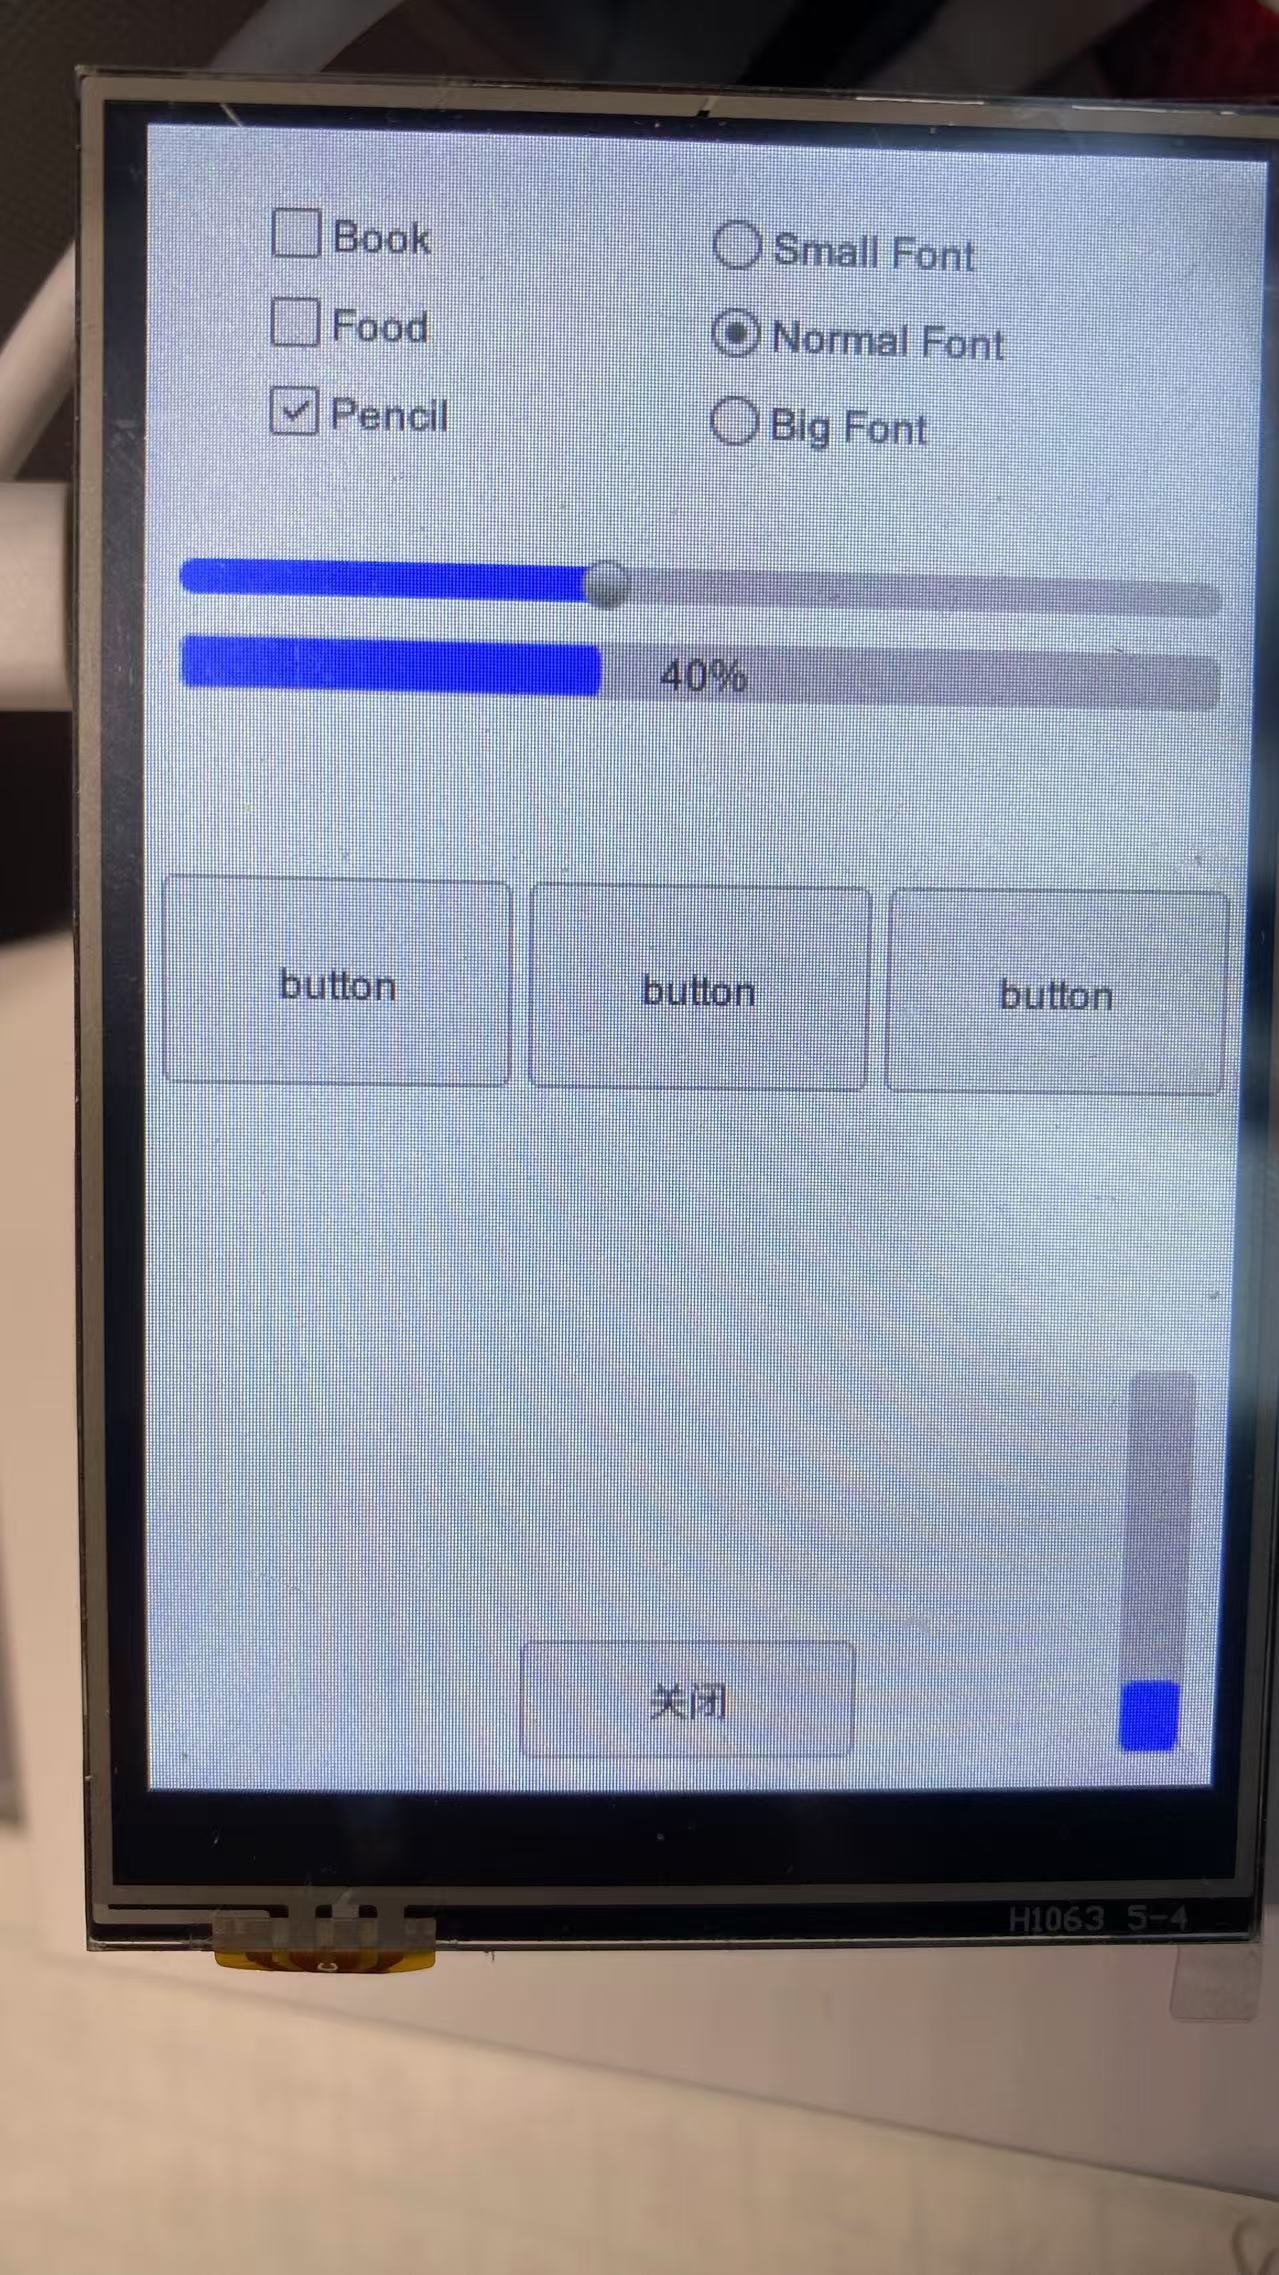 Book
Small Font
Food
Normal Font
Pencil
Big Font
40%
button
button
button
关闭
H1063 5-4